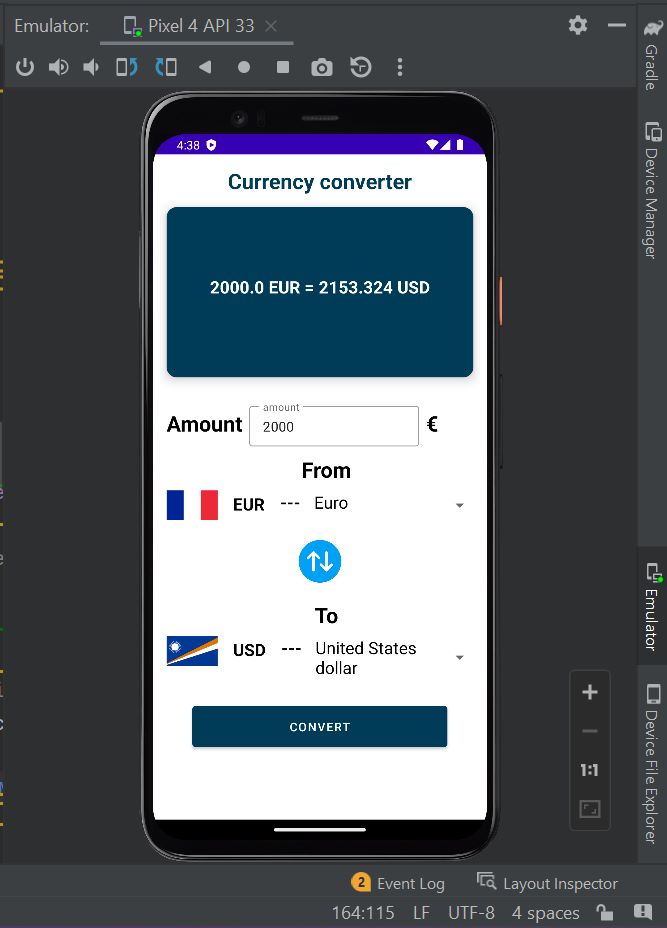 Emulator:
Pixel 4 API 33
Gradle
Device Manager
4:38
Currency converter
2000.0 EUR = 2153.324 USD
amount
Amount
2000
€
From
EUR
---
Euro
To
USD
---
United States
dollar
CONVERT
Emulator
1:1
Device File Explorer
2
Event Log
Layout Inspector
164:115
LF
UTF-8
4 spaces